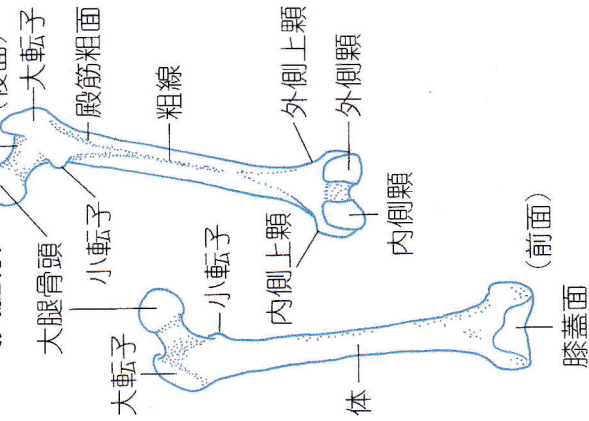 大転子
殿筋粗面
粗線
外側上顆
外側顆
大腿骨頭
小転子
内側上顆
内側顆
大転子
小転子
体
(前面)
膝蓋面